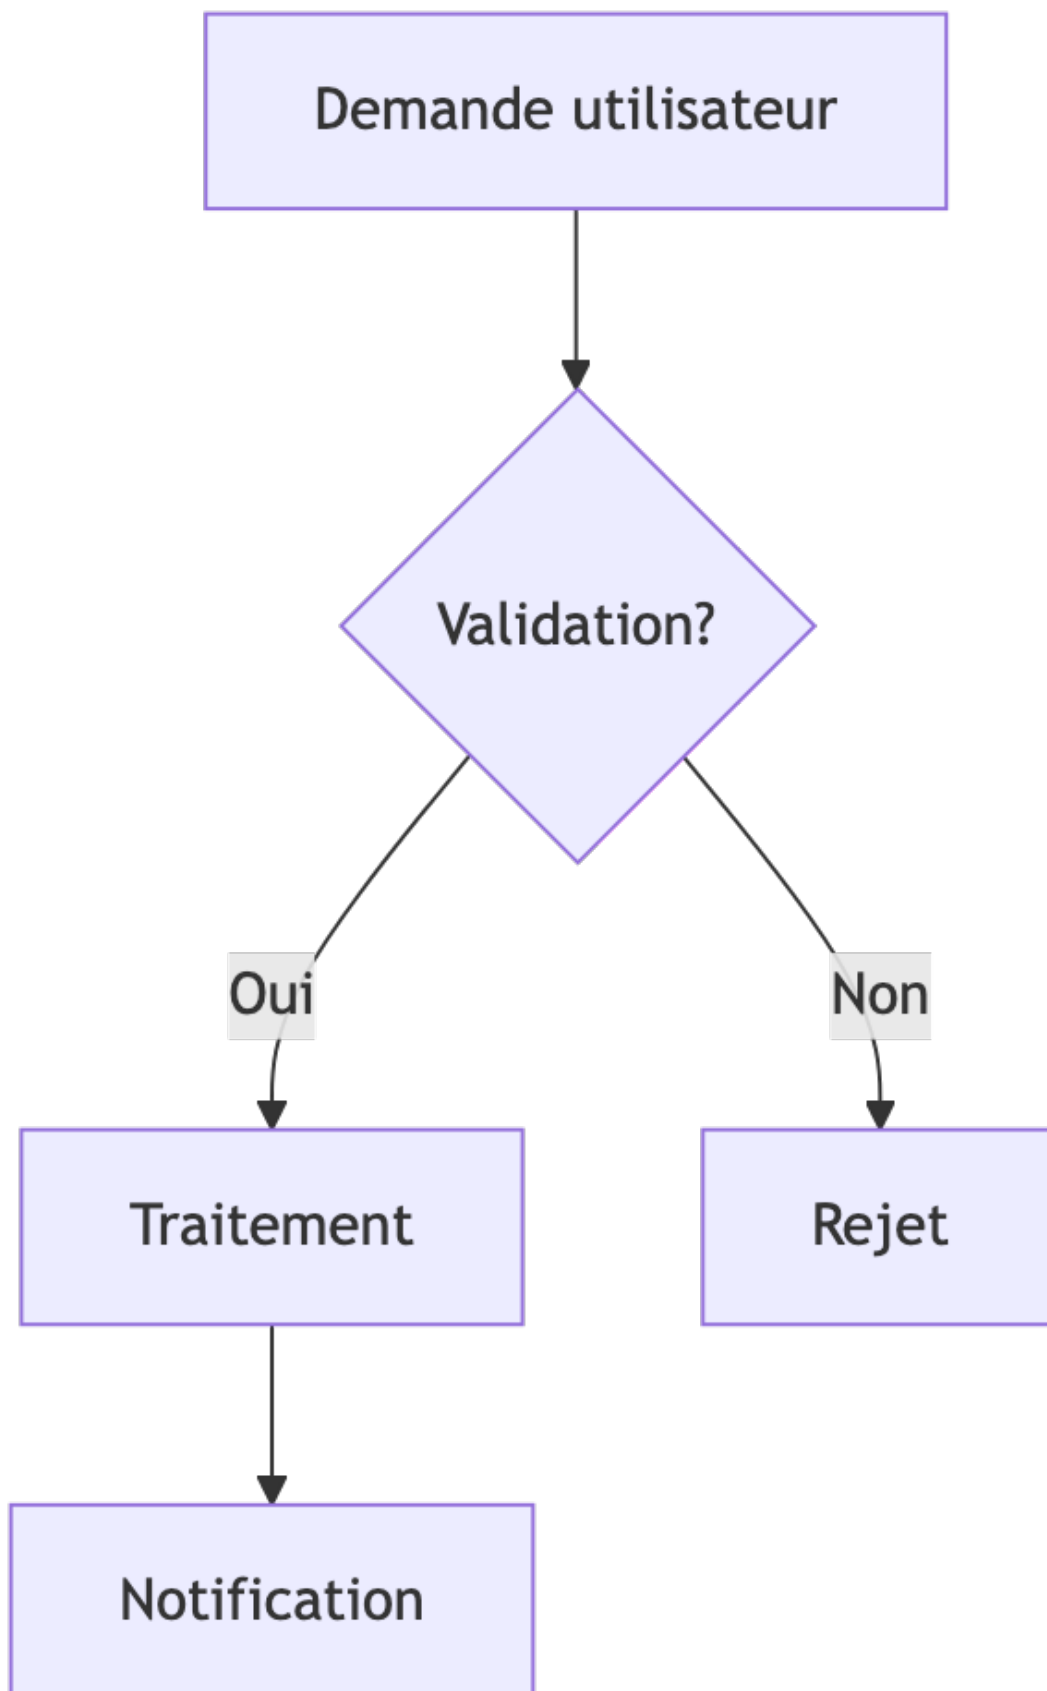 Demande utilisateur
Validation?
Oui
Non
Traitement
Rejet
Notification